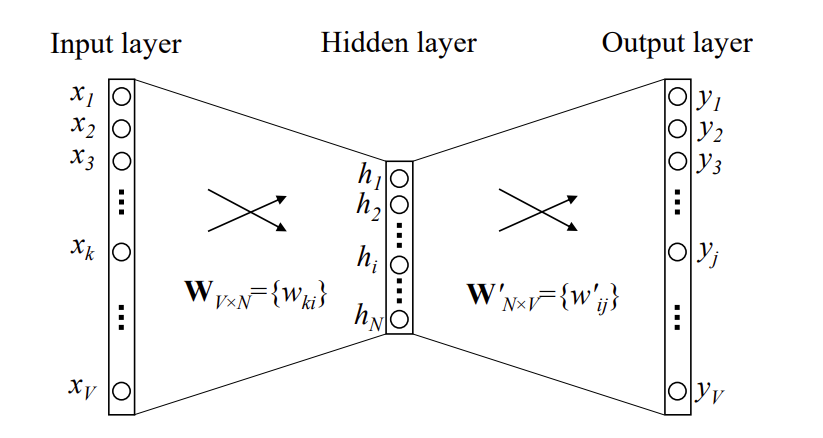 Input layer
Hidden layer
Output layer
x1
x2
x3
xk
xV
h1
h2
hi
hN
y1
y2
y3
yj
yV
WV×N={wki}
W'N×V={w'ij}